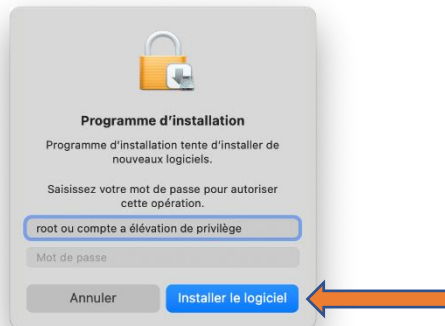 Programme d'installation
Programme d'installation tente d'installer de
nouveaux logiciels.
Saisissez votre mot de passe pour autoriser
cette opération.
root ou compte a élévation de privilège
Mot de passe
Annuler
Installer le logiciel